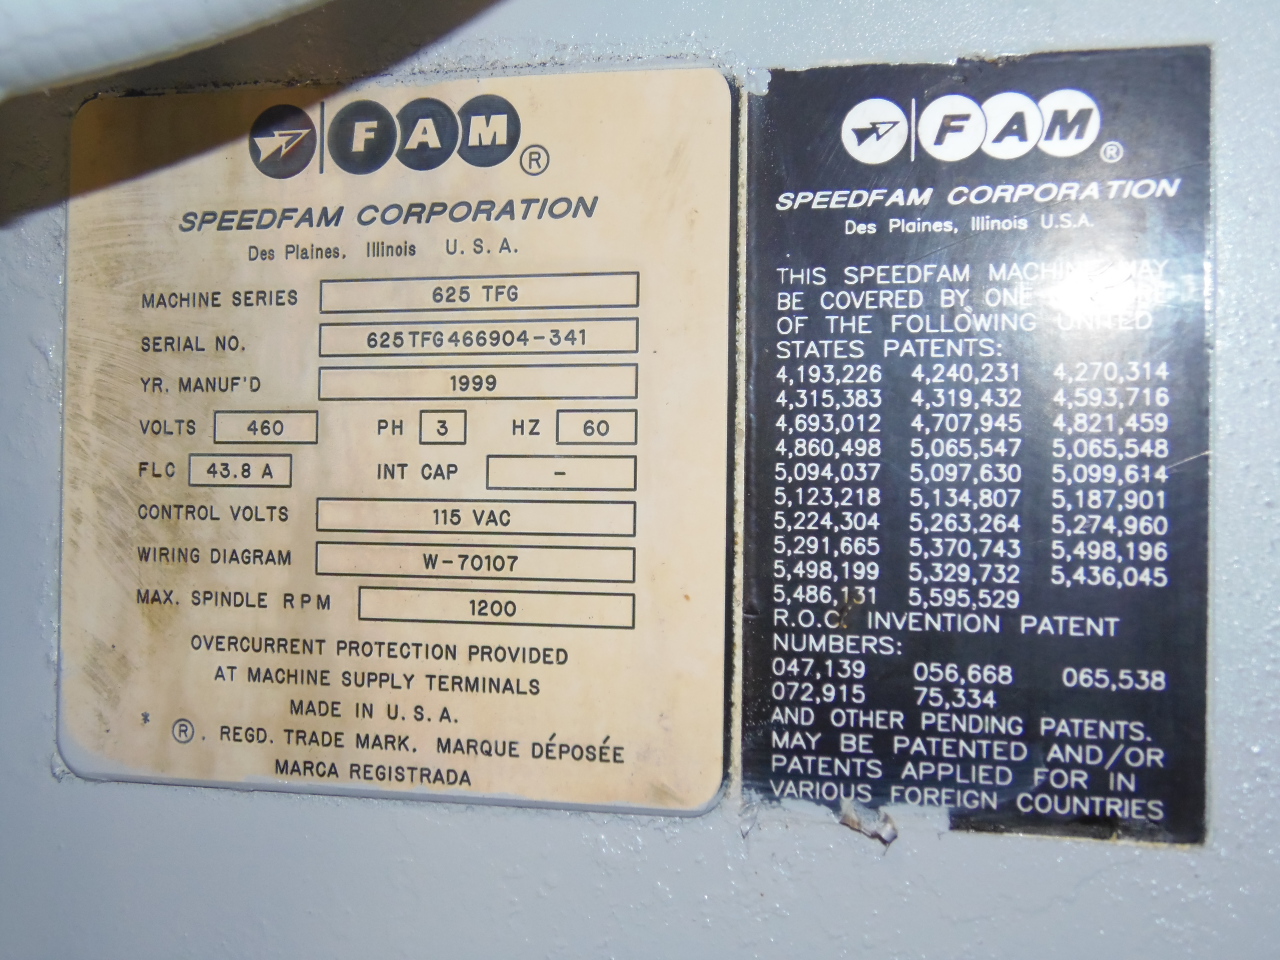 FAM ®
SPEEDFAM CORPORATION
Des Plaines, Illinois U.S.A.
MACHINE SERIES 625 TFG
SERIAL NO. 625TFG466904-341
YR. MANUF'D 1999
VOLTS 460 PH 3 HZ 60
FLC 43.8 A INT CAP -
CONTROL VOLTS 115 VAC
WIRING DIAGRAM W-70107
MAX. SPINDLE RPM 1200
OVERCURRENT PROTECTION PROVIDED
AT MACHINE SUPPLY TERMINALS
MADE IN U.S.A.
* ®. REGD. TRADE MARK. MARQUE DÉPOSÉE
MARCA REGISTRADA
FAM ®
SPEEDFAM CORPORATION
Des Plaines, Illinois U.S.A.
THIS SPEEDFAM MACHINE MAY
BE COVERED BY ONE
OF THE FOLLOWING UNITED
STATES PATENTS:
4,193,226 4,240,231 4,270,314
4,315,383 4,319,432 4,593,716
4,693,012 4,707,945 4,821,459
4,860,498 5,065,547 5,065,548
5,094,037 5,097,630 5,099,614
5,123,218 5,134,807 5,187,901
5,224,304 5,263,264 5,274,960
5,291,665 5,370,743 5,498,196
5,498,199 5,329,732 5,436,045
5,486,131 5,595,529
R.O.C. INVENTION PATENT
NUMBERS:
047,139 056,668 065,538
072,915 75,334
AND OTHER PENDING PATENTS.
MAY BE PATENTED AND/OR
PATENTS APPLIED FOR IN
VARIOUS FOREIGN COUNTRIES